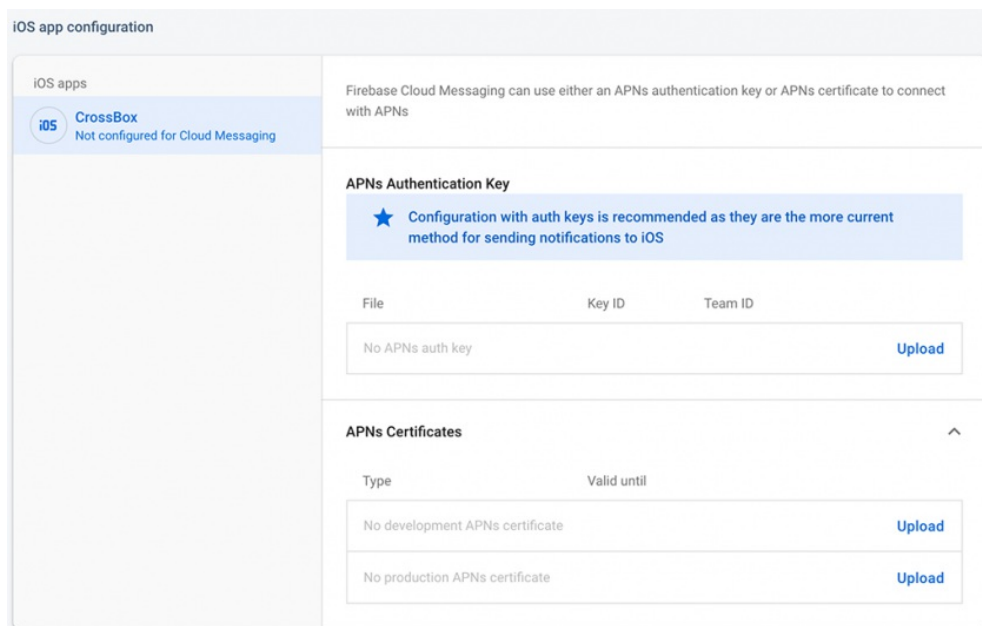 iOS app configuration
iOS apps
iOS
CrossBox
Not configured for Cloud Messaging
Firebase Cloud Messaging can use either an APNs authentication key or APNs certificate to connect
with APNs
APNs Authentication Key
Configuration with auth keys is recommended as they are the more current
method for sending notifications to iOS
File Key ID Team ID
No APNs auth key Upload
APNs Certificates
Type Valid until
No development APNs certificate Upload
No production APNs certificate Upload